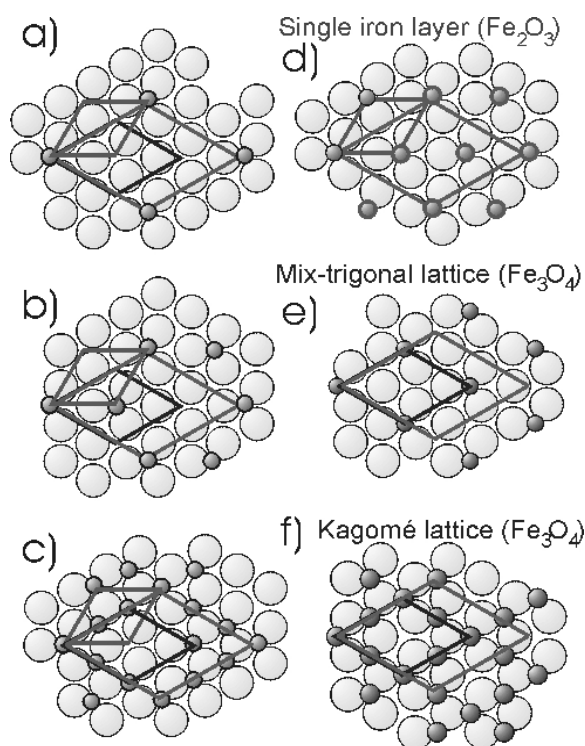 a)
Single iron layer (Fe₂O₃)
d)
b)
Mix-trigonal lattice (Fe₃O₄)
e)
c)
f) Kagomé lattice (Fe₃O₄)